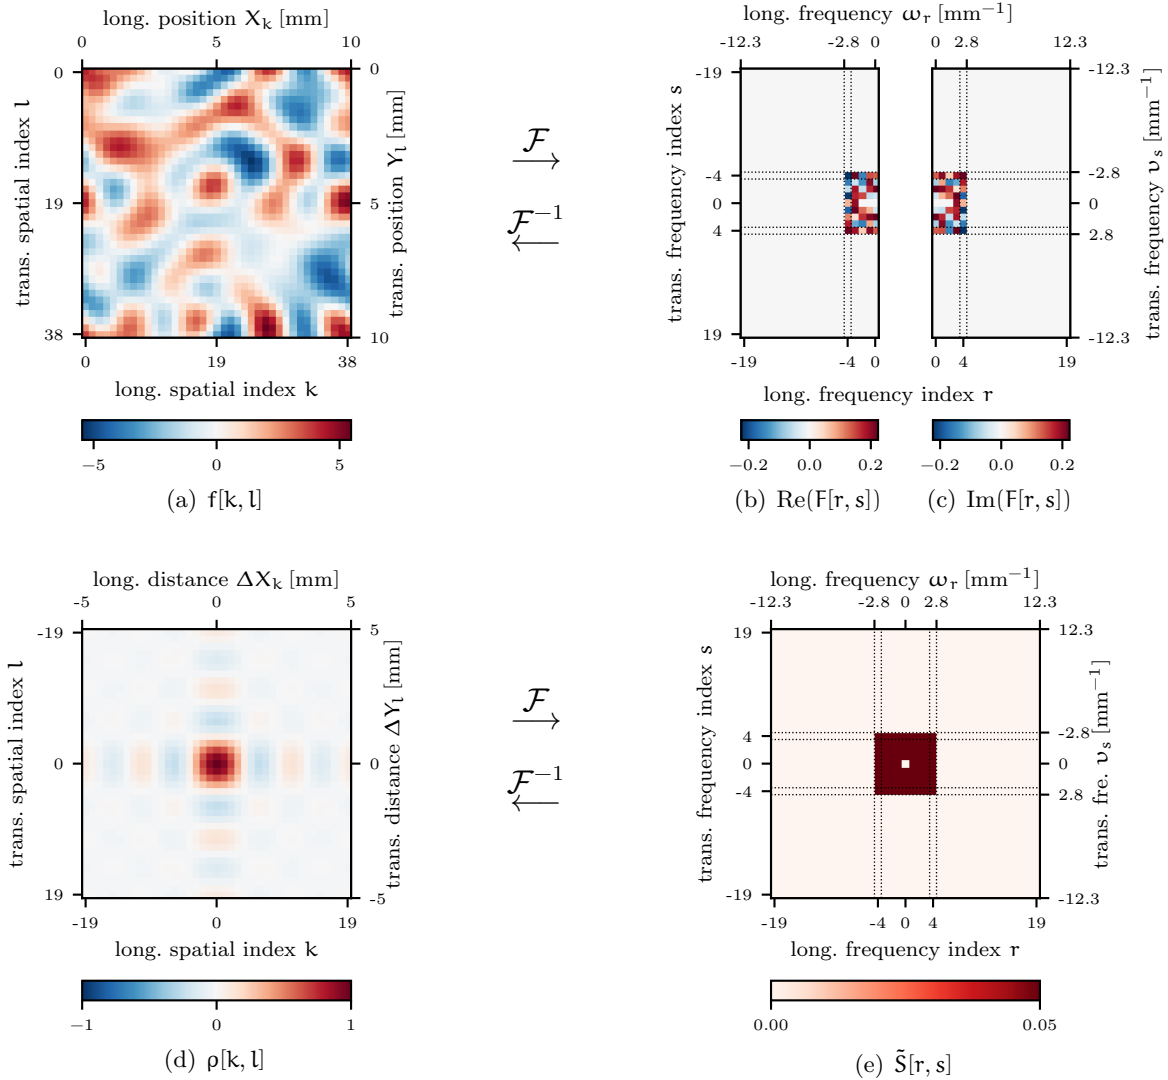 long. position X_k [mm]
0 5 10
trans. spatial index l
0
19
38
0
5
10
trans. position Y_l [mm]
0 19 38
long. spatial index k
−5 0 5
(a) f[k, l]
ℱ
ℱ⁻¹
long. frequency ω_r [mm⁻¹]
-12.3 -2.8 0 0 2.8 12.3
trans. frequency index s
-19
-4
0
4
19
-12.3
-2.8
0
2.8
-12.3
trans. frequency υ_s [mm⁻¹]
-19 -4 0 0 4 19
long. frequency index r
−0.2 0.0 0.2 −0.2 0.0 0.2
(b) Re(F[r, s]) (c) Im(F[r, s])
long. distance ΔX_k [mm]
-5 0 5
trans. spatial index l
-19
0
19
5
0
-5
trans. distance ΔY_l [mm]
-19 0 19
long. spatial index k
−1 0 1
(d) ρ[k, l]
ℱ
ℱ⁻¹
long. frequency ω_r [mm⁻¹]
-12.3 -2.8 0 2.8 12.3
trans. frequency index s
19
4
0
-4
-19
12.3
-2.8
0
2.8
-12.3
trans. fre. υ_s [mm⁻¹]
-19 -4 0 4 19
long. frequency index r
0.00 0.05
(e) S̃[r, s]